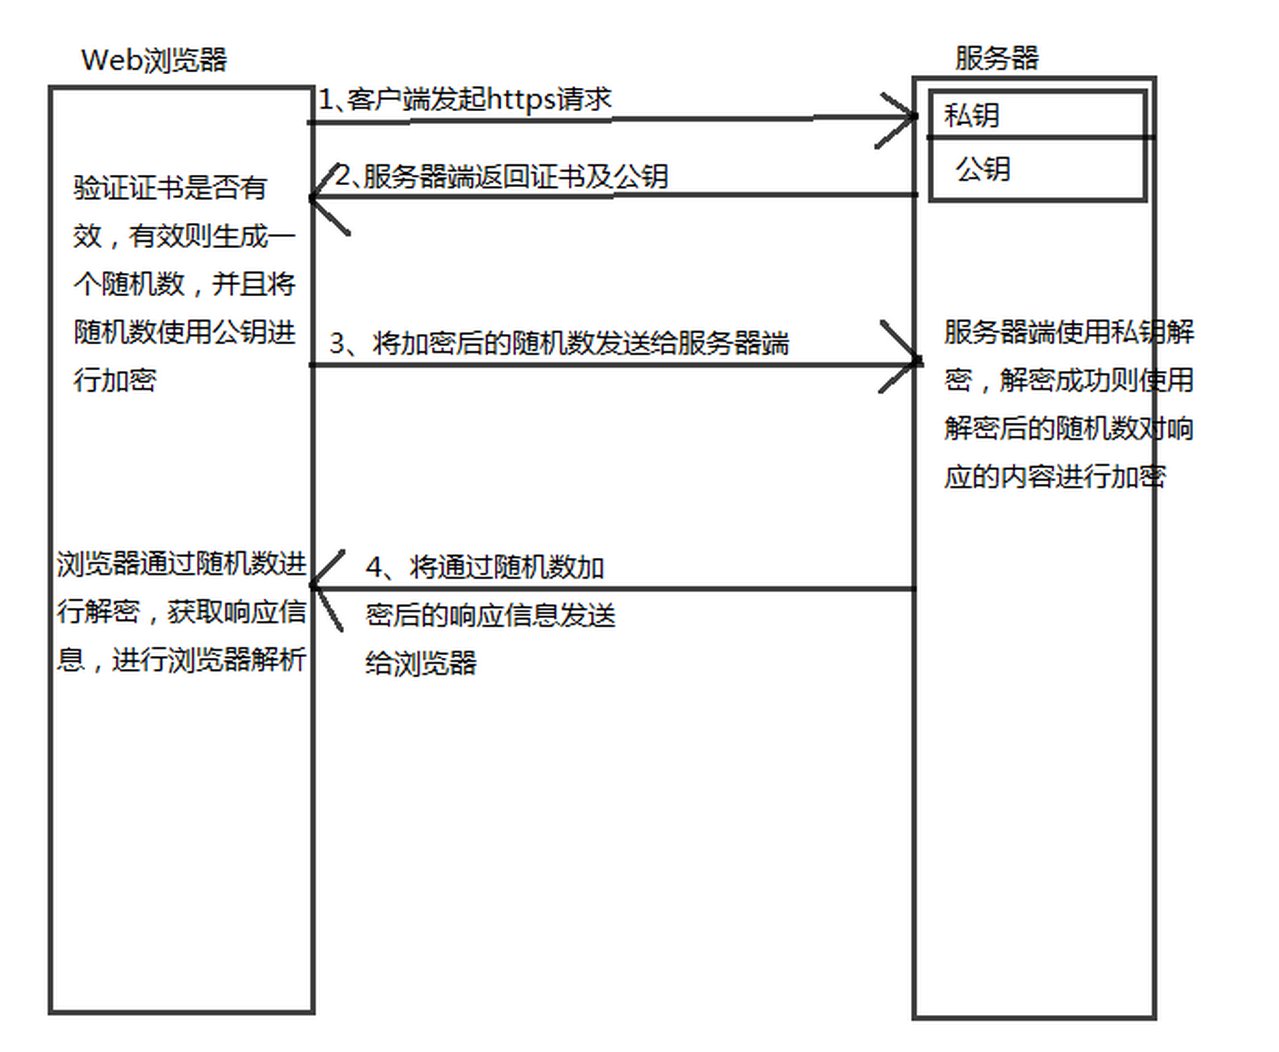 Web浏览器
服务器
1、客户端发起https请求
私钥
公钥
2、服务器端返回证书及公钥
验证证书是否有
效，有效则生成一
个随机数，并且将
随机数使用公钥进
行加密
3、将加密后的随机数发送给服务器端
服务器端使用私钥解
密，解密成功则使用
解密后的随机数对响
应的内容进行加密
4、将通过随机数加
密后的响应信息发送
给浏览器
浏览器通过随机数进
行解密，获取响应信
息，进行浏览器解析